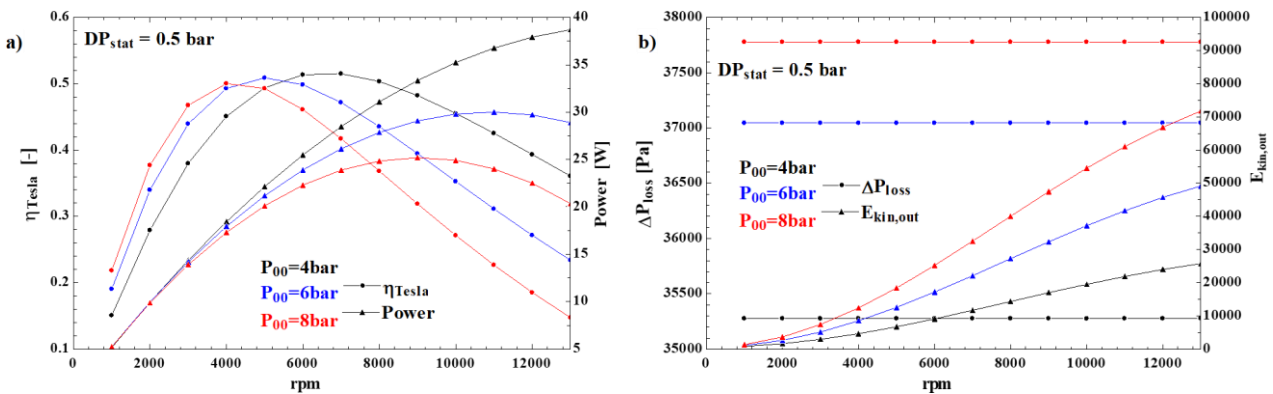 a)
DPstat = 0.5 bar
ηTesla [-]
0.6
0.5
0.4
0.3
0.2
0.1
40
35
30
25
20
15
10
5
Power [W]
P00=4bar
P00=6bar
P00=8bar
ηTesla
Power
0 2000 4000 6000 8000 10000 12000
rpm
b)
DPstat = 0.5 bar
ΔPloss [Pa]
38000
37500
37000
36500
36000
35500
35000
100000
90000
80000
70000
60000
50000
40000
30000
20000
10000
0
Ekin,out
P00=4bar
P00=6bar
P00=8bar
ΔPloss
Ekin,out
0 2000 4000 6000 8000 10000 12000
rpm